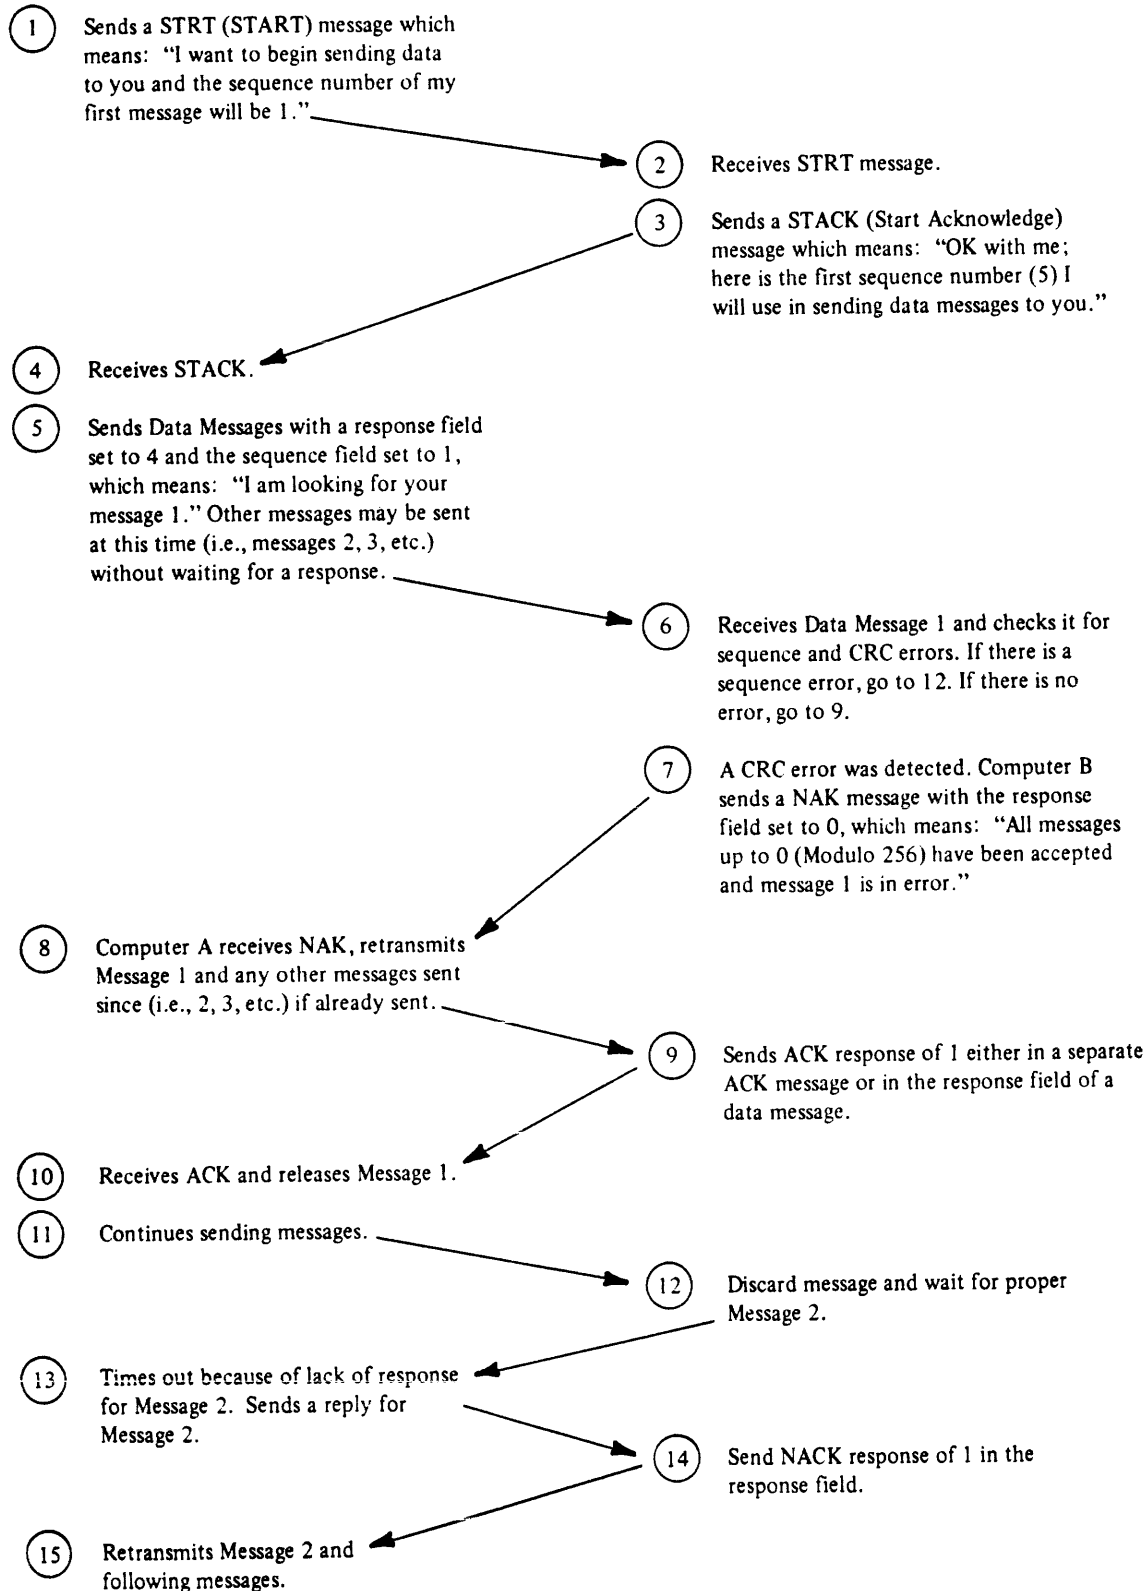 1
Sends a STRT (START) message which
means: “I want to begin sending data
to you and the sequence number of my
first message will be 1.”
2
Receives STRT message.
3
Sends a STACK (Start Acknowledge)
message which means: “OK with me;
here is the first sequence number (5) I
will use in sending data messages to you.”
4
Receives STACK.
5
Sends Data Messages with a response field
set to 4 and the sequence field set to 1,
which means: “I am looking for your
message 1.” Other messages may be sent
at this time (i.e., messages 2, 3, etc.)
without waiting for a response.
6
Receives Data Message 1 and checks it for
sequence and CRC errors. If there is a
sequence error, go to 12. If there is no
error, go to 9.
7
A CRC error was detected. Computer B
sends a NAK message with the response
field set to 0, which means: “All messages
up to 0 (Modulo 256) have been accepted
and message 1 is in error.”
8
Computer A receives NAK, retransmits
Message 1 and any other messages sent
since (i.e., 2, 3, etc.) if already sent.
9
Sends ACK response of 1 either in a separate
ACK message or in the response field of a
data message.
10
Receives ACK and releases Message 1.
11
Continues sending messages.
12
Discard message and wait for proper
Message 2.
13
Times out because of lack of response
for Message 2. Sends a reply for
Message 2.
14
Send NACK response of 1 in the
response field.
15
Retransmits Message 2 and
following messages.